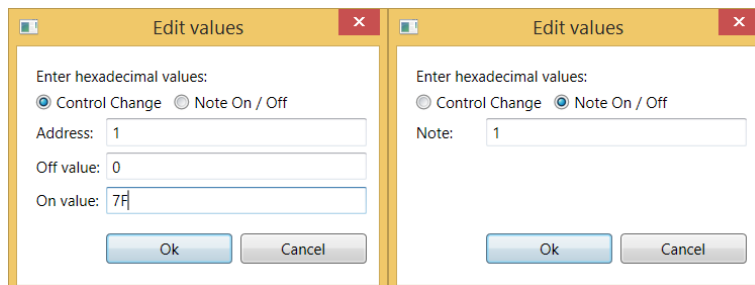 Edit values
Enter hexadecimal values:
Control Change Note On / Off
Address: 1
Off value: 0
On value: 7F
Ok Cancel
Edit values
Enter hexadecimal values:
Control Change Note On / Off
Note: 1
Ok Cancel